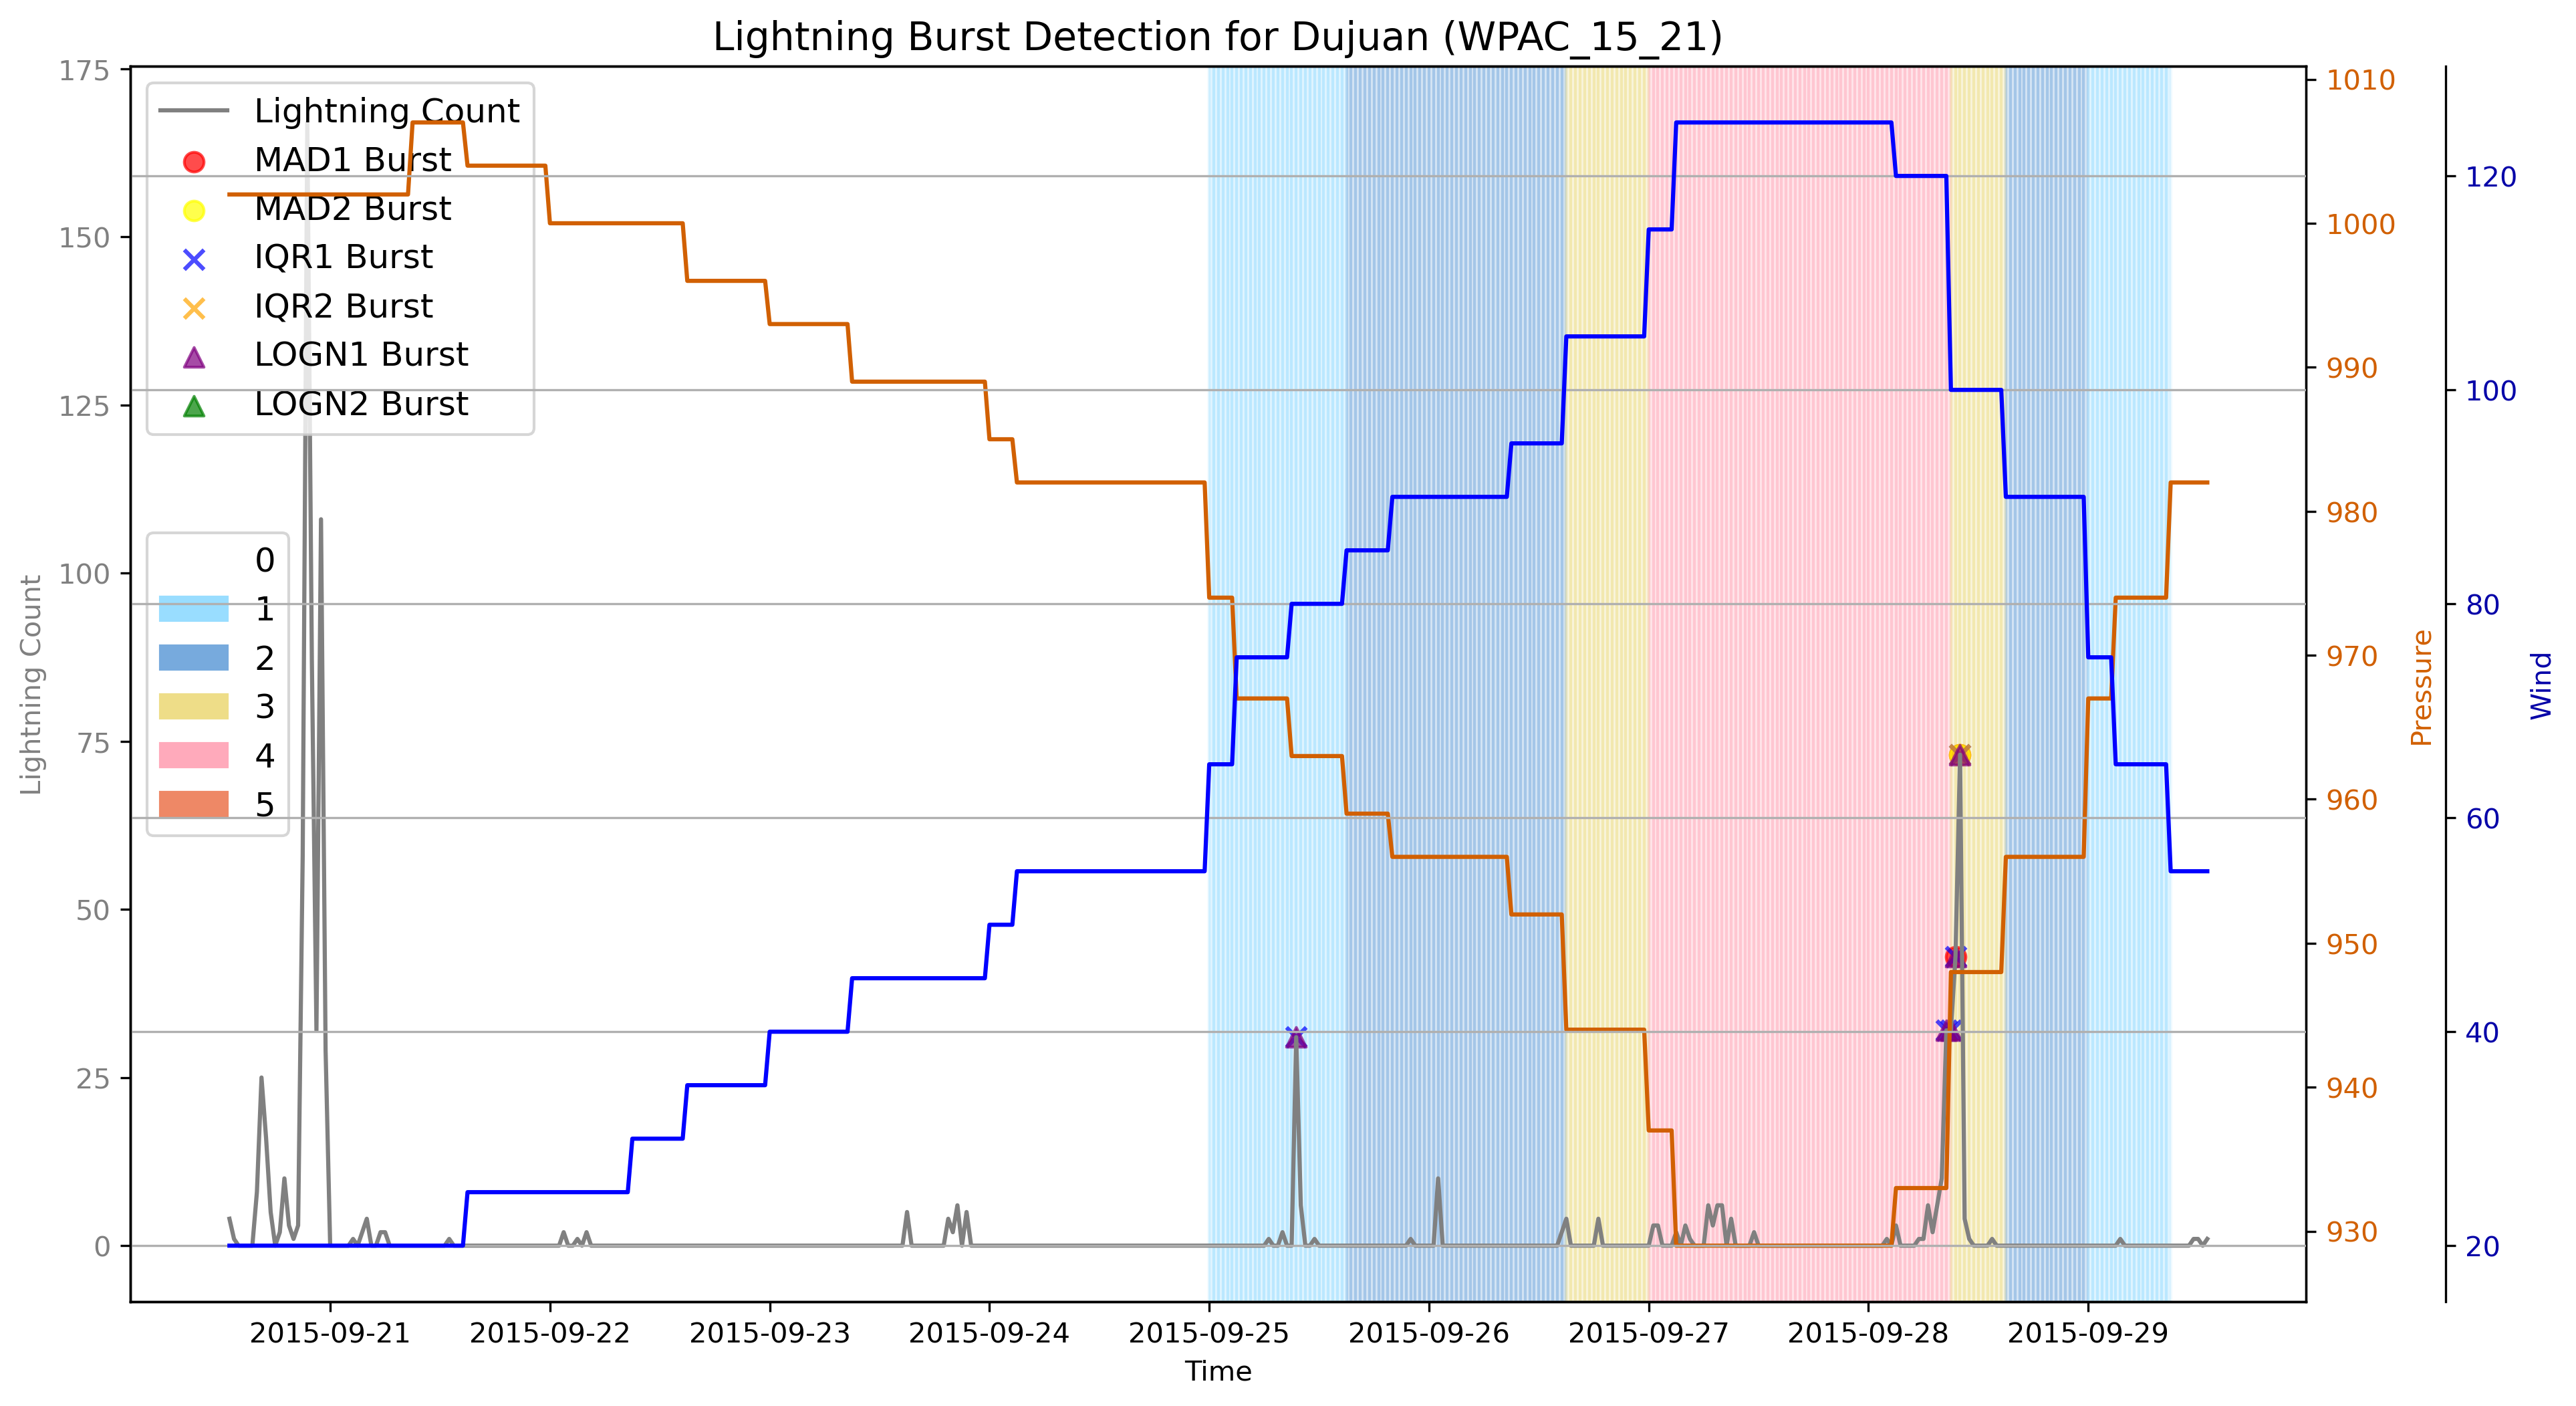 Lightning Burst Detection for Dujuan (WPAC_15_21)
Lightning Count
175
150
125
100
75
50
25
0
Lightning Count
MAD1 Burst
MAD2 Burst
IQR1 Burst
IQR2 Burst
LOGN1 Burst
LOGN2 Burst
0
1
2
3
4
5
1010
1000
990
980
970
960
950
940
930
Pressure
120
100
80
60
40
20
Wind
2015-09-21 2015-09-22 2015-09-23 2015-09-24 2015-09-25 2015-09-26 2015-09-27 2015-09-28 2015-09-29
Time